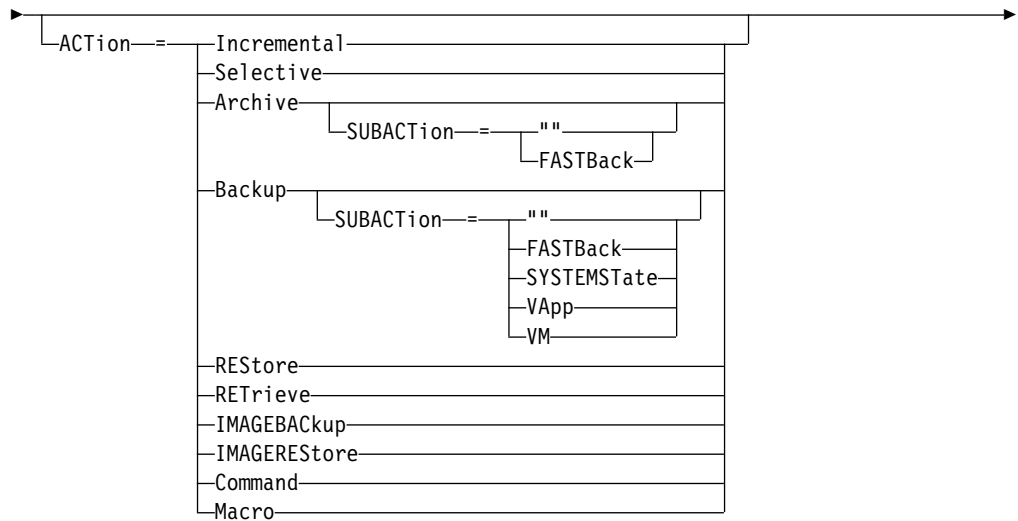 ACTion = Incremental
Selective
Archive
SUBACTion = ""
FASTBack
Backup
SUBACTion = ""
FASTBack
SYSTEMSTate
VApp
VM
REStore
RETrieve
IMAGEBACkup
IMAGEREStore
Command
Macro